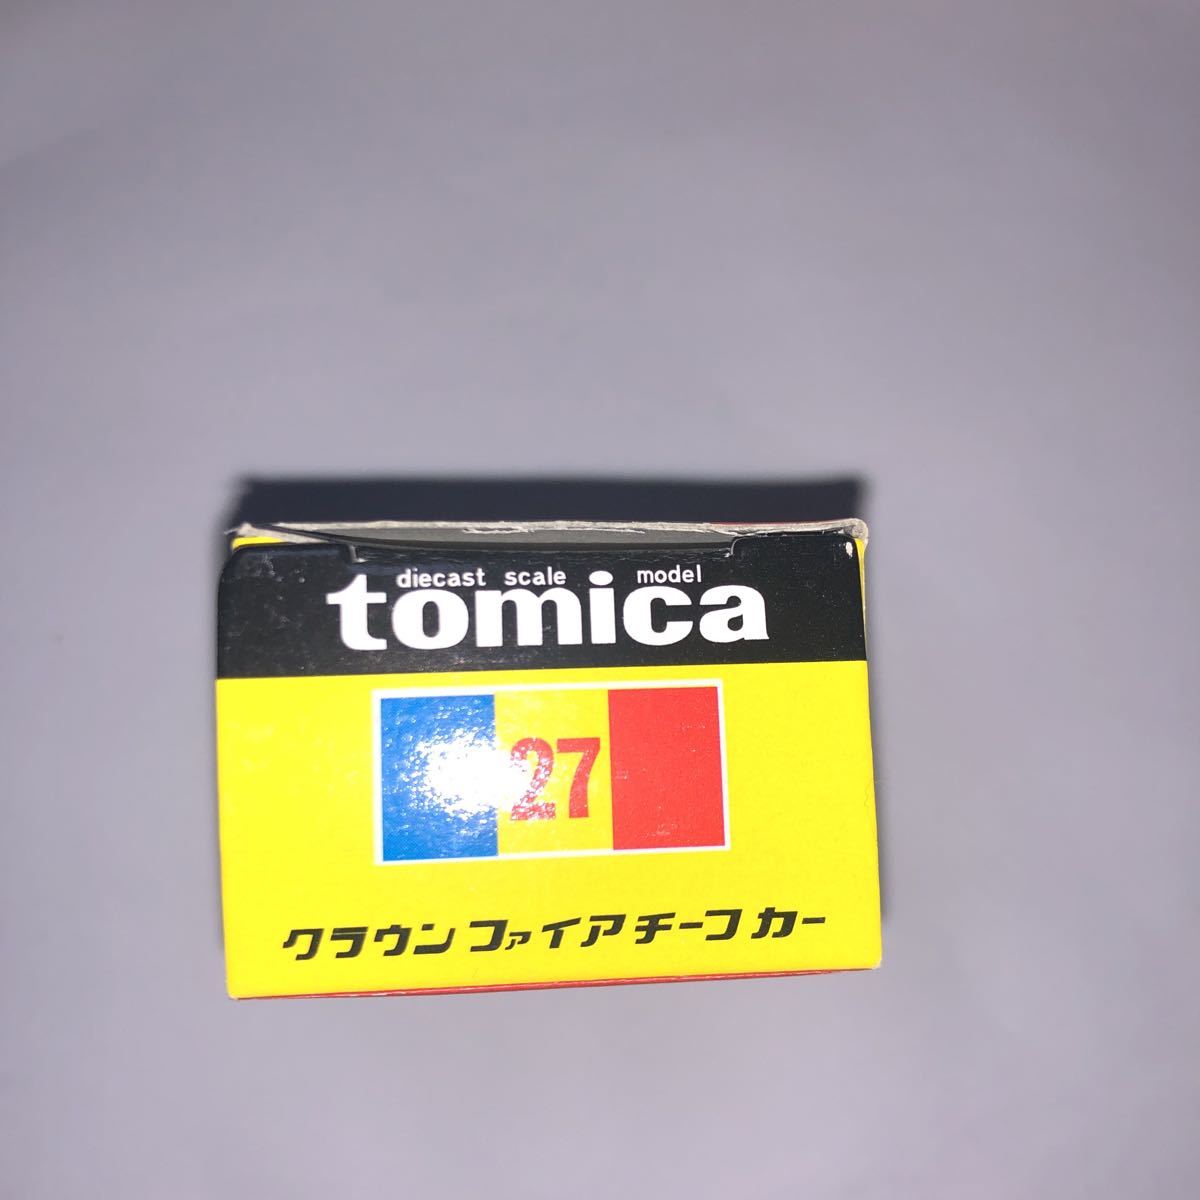 diecast scale model
tomica
27
クラウン ファイアチーフ カー